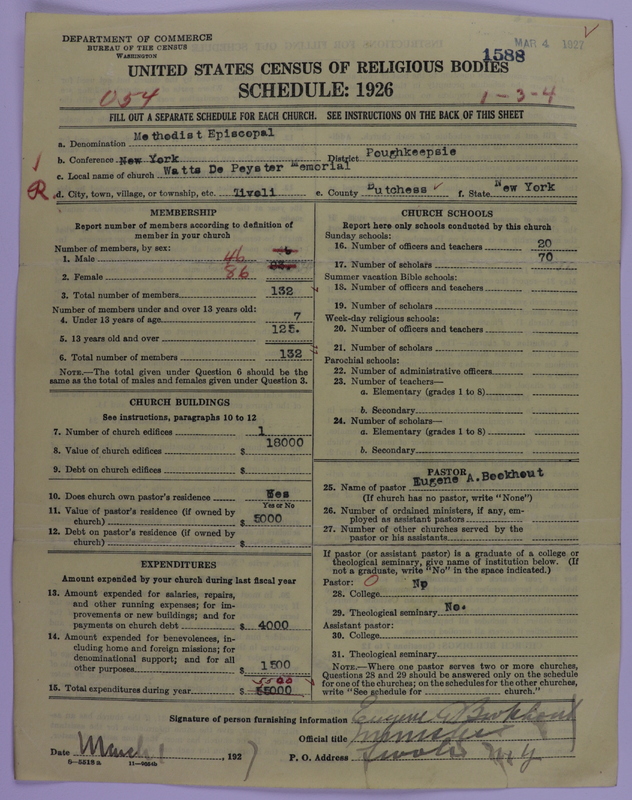 DEPARTMENT OF COMMERCE
BUREAU OF THE CENSUS
WASHINGTON
MAR 4 1927
1588
UNITED STATES CENSUS OF RELIGIOUS BODIES
SCHEDULE: 1926
054
1-3-4
FILL OUT A SEPARATE SCHEDULE FOR EACH CHURCH. SEE INSTRUCTIONS ON THE BACK OF THIS SHEET
a. Denomination Methodist Episcopal
b. Conference New York District Poughkeepsie
c. Local name of church Watts De Peyster Memorial
R
d. City, town, village, or township, etc. Tivoli e. County Dutchess f. State New York
MEMBERSHIP
Report number of members according to definition of
member in your church
Number of members, by sex:
1. Male 46
2. Female 86
3. Total number of members 132
Number of members under and over 13 years old:
4. Under 13 years of age 7
5. 13 years old and over 125.
6. Total number of members 132
NOTE.—The total given under Question 6 should be the
same as the total of males and females given under Question 3.
CHURCH BUILDINGS
See instructions, paragraphs 10 to 12
7. Number of church edifices 1
8. Value of church edifices $ 18000
9. Debt on church edifices $
10. Does church own pastor's residence Yes
Yes or No
11. Value of pastor's residence (if owned by
church) $ 5000
12. Debt on pastor's residence (if owned by
church) $
EXPENDITURES
Amount expended by your church during last fiscal year
13. Amount expended for salaries, repairs,
and other running expenses; for im-
provements or new buildings; and for
payments on church debt $ 4000
14. Amount expended for benevolences, in-
cluding home and foreign missions; for
denominational support; and for all
other purposes 1500
5500
15. Total expenditures during year $
CHURCH SCHOOLS
Report here only schools conducted by this church
Sunday schools:
16. Number of officers and teachers 20
17. Number of scholars 70
Summer vacation Bible schools:
18. Number of officers and teachers
19. Number of scholars
Week-day religious schools:
20. Number of officers and teachers
21. Number of scholars
Parochial schools:
22. Number of administrative officers
23. Number of teachers—
a. Elementary (grades 1 to 8)
b. Secondary
24. Number of scholars—
a. Elementary (grades 1 to 8)
b. Secondary
PASTOR
25. Name of pastor Eugene A.Beekhout
(If church has no pastor, write "None")
26. Number of ordained ministers, if any, em-
ployed as assistant pastors
27. Number of other churches served by the
pastor or his assistants
If pastor (or assistant pastor) is a graduate of a college or
theological seminary, give name of institution below. (If
not a graduate, write "No" in the space indicated.)
Pastor: 0 No
28. College
29. Theological seminary No.
Assistant pastor:
30. College
31. Theological seminary
NOTE.—Where one pastor serves two or more churches,
Questions 28 and 29 should be answered only on the schedule
for one of the churches; on the schedules for the other churches,
write "See schedule for church."
Signature of person furnishing information Eugene A Beekhout
Official title Minister
Date March 1, 1927 P. O. Address Tivoli N.Y.